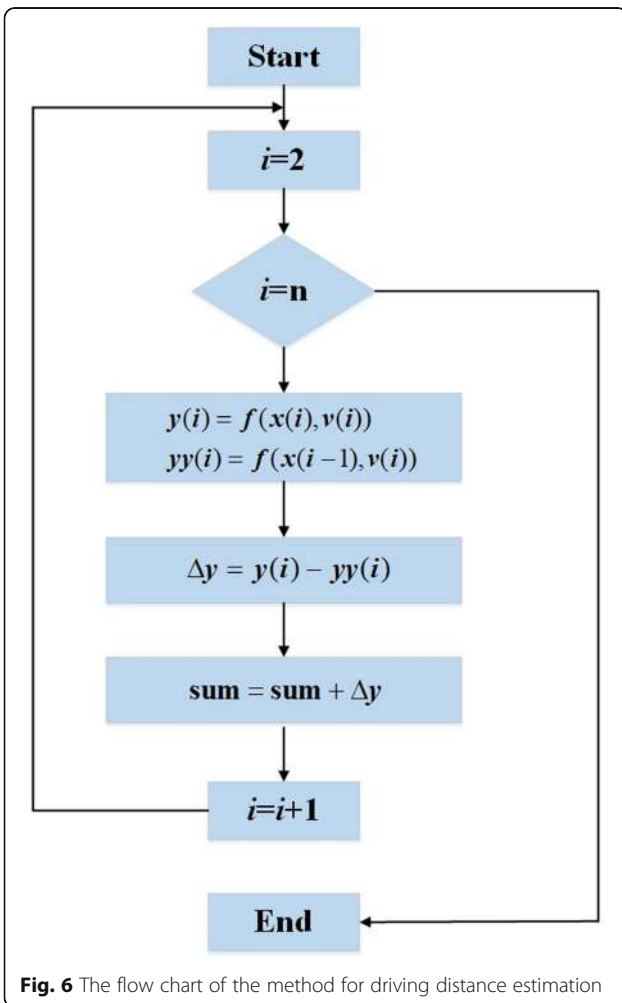 Start
i=2
i=n
y(i) = f(x(i),v(i))
yy(i) = f(x(i−1),v(i))
Δy = y(i) − yy(i)
sum = sum + Δy
i=i+1
End
Fig. 6 The flow chart of the method for driving distance estimation